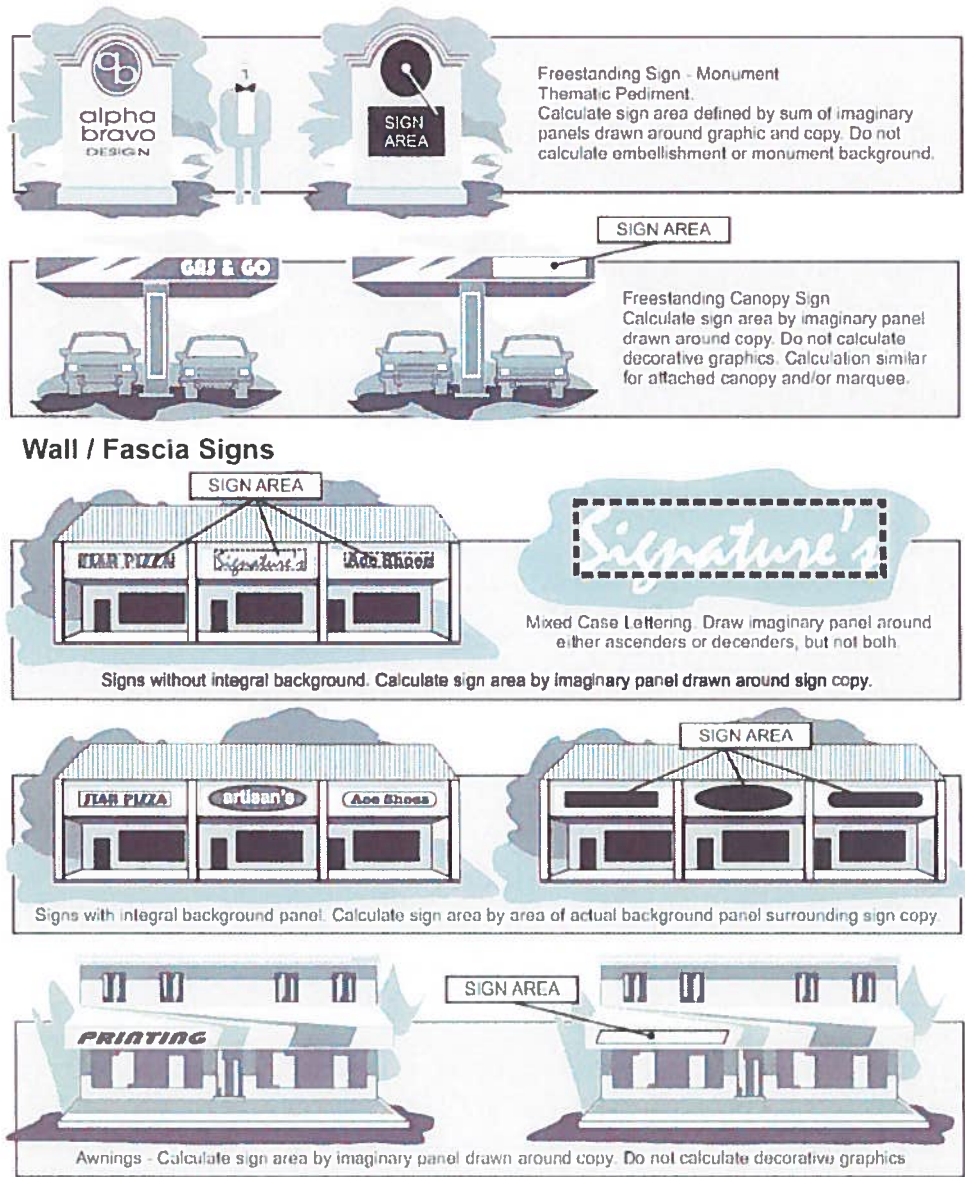 alpha
bravo
DESIGN
SIGN
AREA
Freestanding Sign - Monument
Thematic Pediment.
Calculate sign area defined by sum of imaginary
panels drawn around graphic and copy. Do not
calculate embellishment or monument background.
SIGN AREA
GAS & GO
Freestanding Canopy Sign
Calculate sign area by imaginary panel
drawn around copy. Do not calculate
decorative graphics. Calculation similar
for attached canopy and/or marquee.
Wall / Fascia Signs
SIGN AREA
STAR PIZZA
Signature's
Ace Shoes
Signature's
Mixed Case Lettering. Draw imaginary panel around
either ascenders or decenders, but not both.
Signs without integral background. Calculate sign area by imaginary panel drawn around sign copy.
SIGN AREA
STAR PIZZA
artisan's
Ace Shoes
Signs with integral background panel. Calculate sign area by area of actual background panel surrounding sign copy.
SIGN AREA
PRINTING
Awnings - Calculate sign area by imaginary panel drawn around copy. Do not calculate decorative graphics